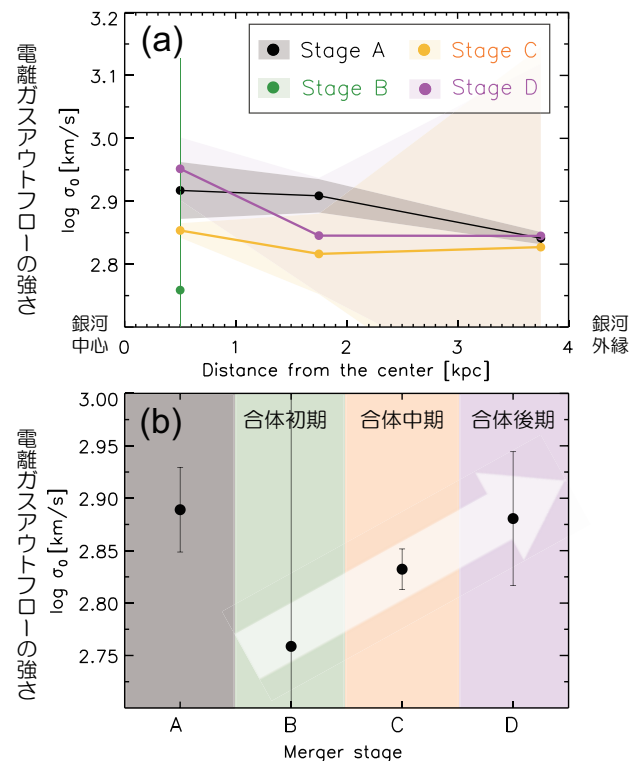 (a)
Stage A
Stage B
Stage C
Stage D
電離ガスアウトフローの強さ
log σ₀ [km/s]
3.2
3.1
3.0
2.9
2.8
銀河
中心
0 1 2 3 4
銀河
外縁
Distance from the center [kpc]
(b)
合体初期 合体中期 合体後期
電離ガスアウトフローの強さ
log σ₀ [km/s]
3.00
2.95
2.90
2.85
2.80
2.75
A B C D
Merger stage